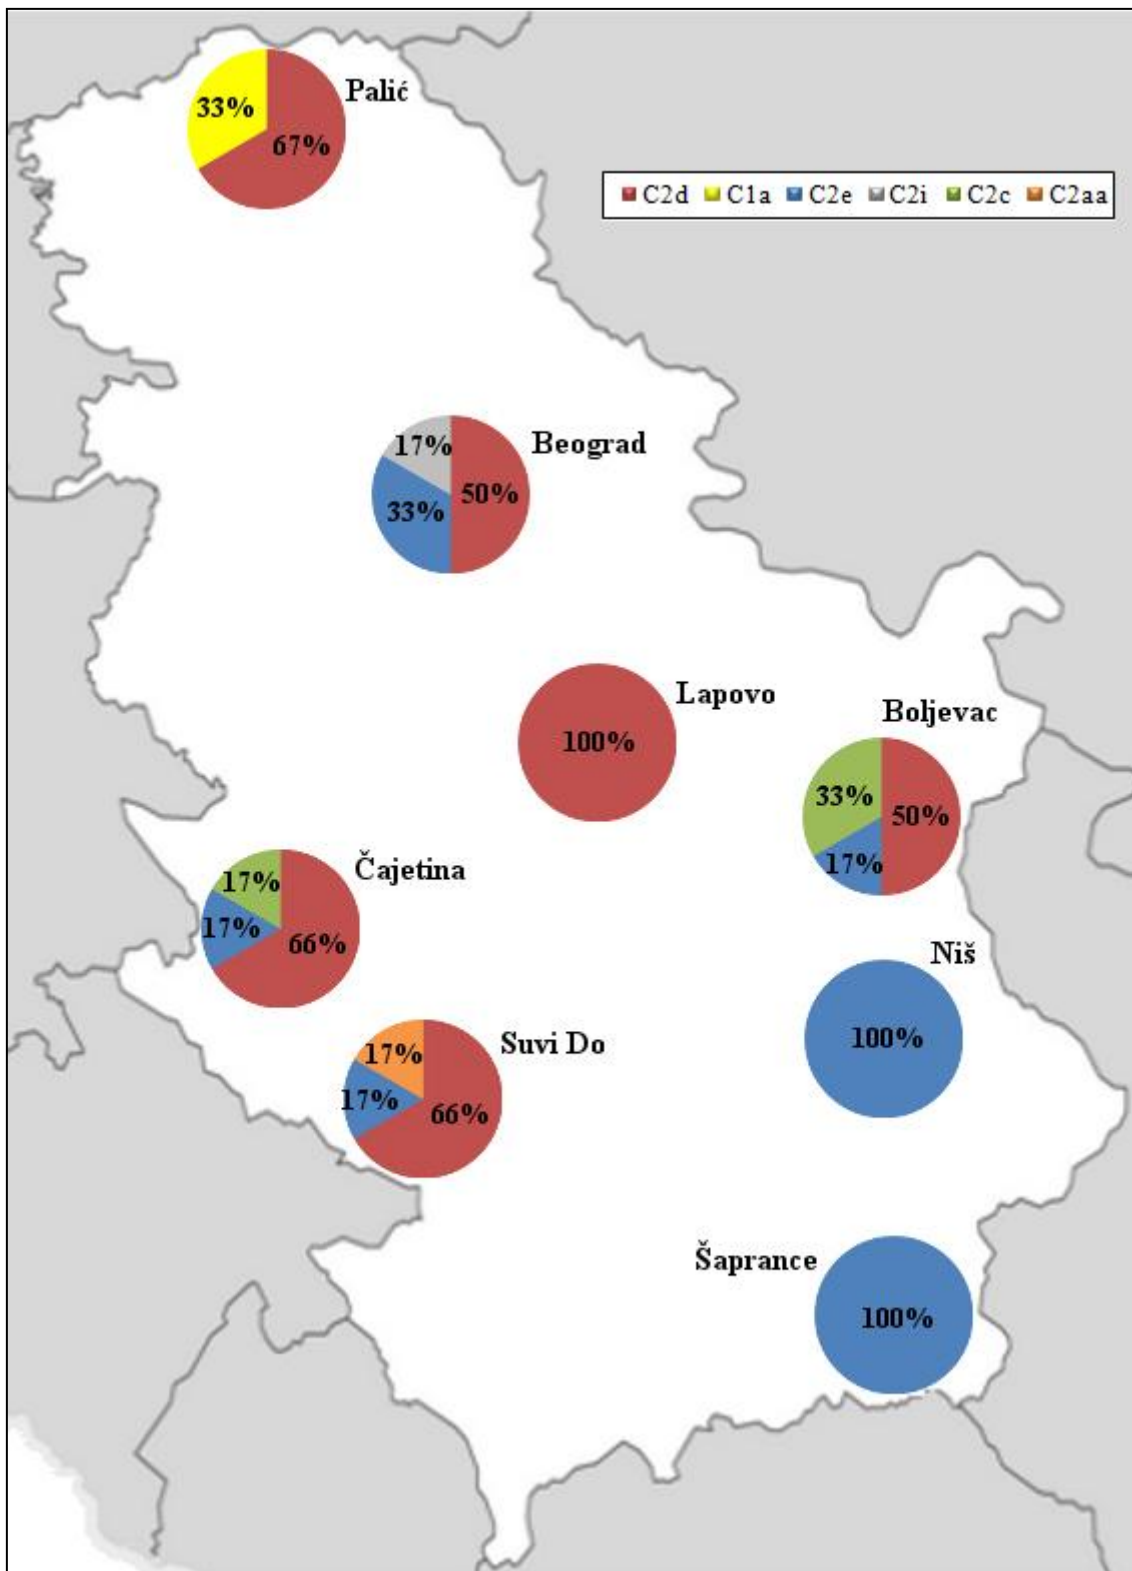 Palić
33%
67%
C2d C1a C2e C2i C2c C2aa
Beograd
17%
50%
33%
Lapovo
100%
Boljevac
33%
50%
17%
Čajetina
17%
17%
66%
Niš
100%
Suvi Do
17%
17%
66%
Šaprance
100%